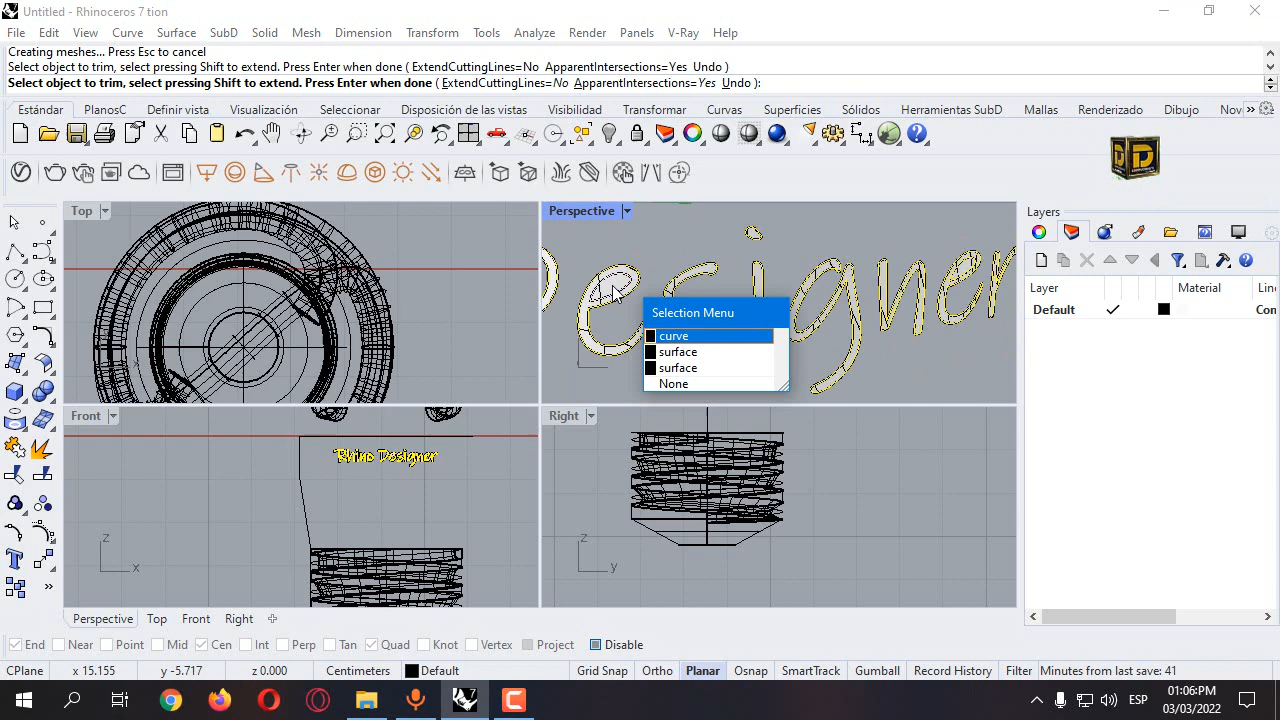 Untitled - Rhinoceros 7 tion
File Edit View Curve Surface SubD Solid Mesh Dimension Transform Tools Analyze Render Panels V-Ray Help
Creating meshes... Press Esc to cancel
Select object to trim, select pressing Shift to extend. Press Enter when done ( ExtendCuttingLines=No ApparentIntersections=Yes Undo )
Select object to trim, select pressing Shift to extend. Press Enter when done ( ExtendCuttingLines=No ApparentIntersections=Yes Undo ):
Estándar PlanosC Definir vista Visualización Seleccionar Disposición de las vistas Visibilidad Transformar Curvas Superficies Sólidos Herramientas SubD Mallas Renderizado Dibujo Nov »
Top
Perspective
Layers
Designer
Layer Material Line
Default Con
Selection Menu
curve
surface
surface
None
x
Front
Right
Rhino Designer
z
x
z
y
Perspective Top Front Right
End Near Point Mid Cen Int Perp Tan Quad Knot Vertex Project Disable
CPlane x 15.155 y -5.717 z 0.000 Centimeters Default Grid Snap Ortho Planar Osnap SmartTrack Gumball Record History Filter Minutes from last save: 41
ESP
01:06 PM
03/03/2022